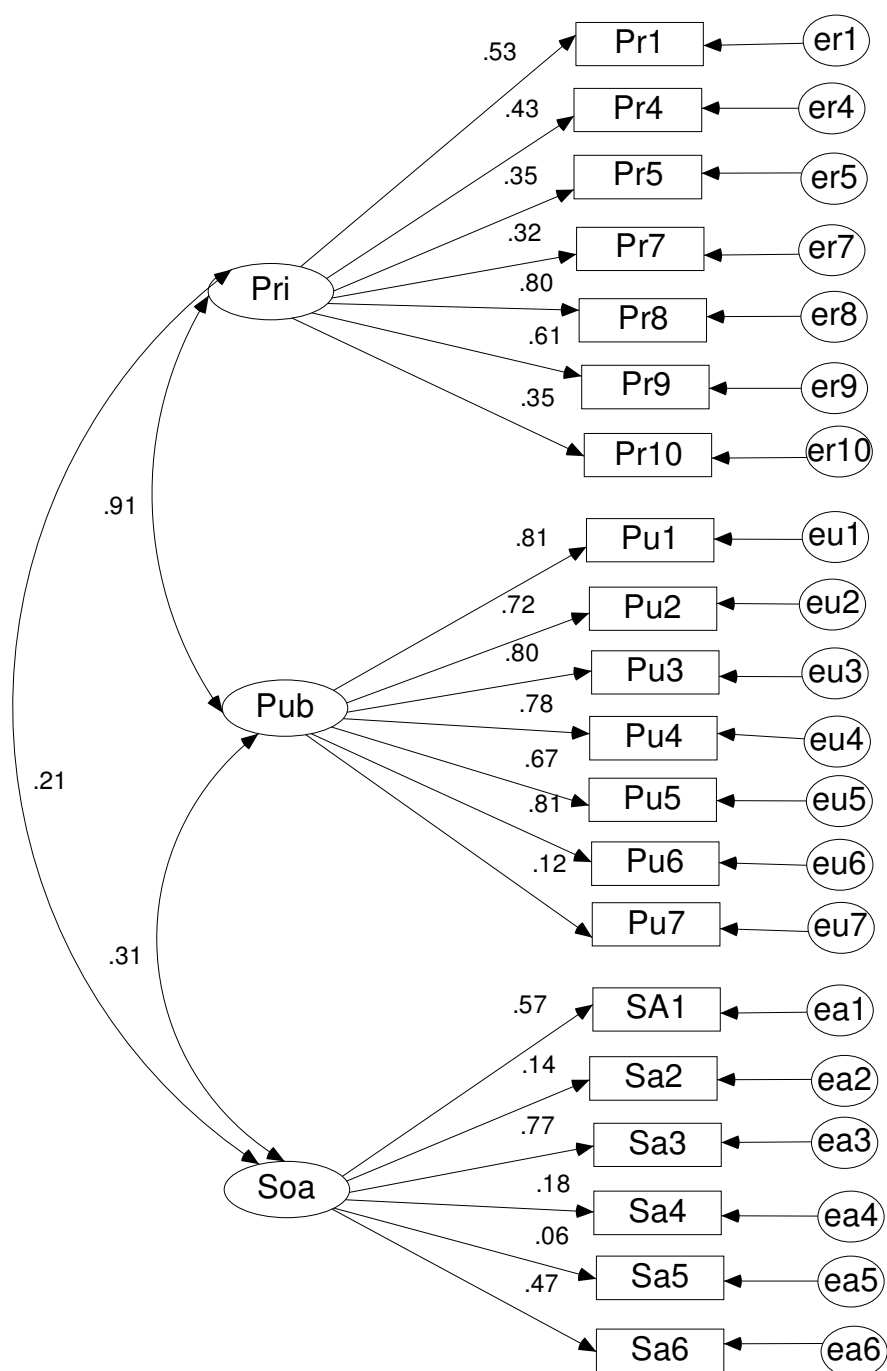 .53 Pr1 er1
.43 Pr4 er4
.35 Pr5 er5
.32 Pr7 er7
Pri
.80 Pr8 er8
.61 Pr9 er9
.35 Pr10 er10
.91
.81 Pu1 eu1
.72 Pu2 eu2
.80 Pu3 eu3
Pub
.78 Pu4 eu4
.67 Pu5 eu5
.21
.81 Pu6 eu6
.12 Pu7 eu7
.31
.57 SA1 ea1
.14 Sa2 ea2
.77 Sa3 ea3
Soa
.18 Sa4 ea4
.06 Sa5 ea5
.47 Sa6 ea6